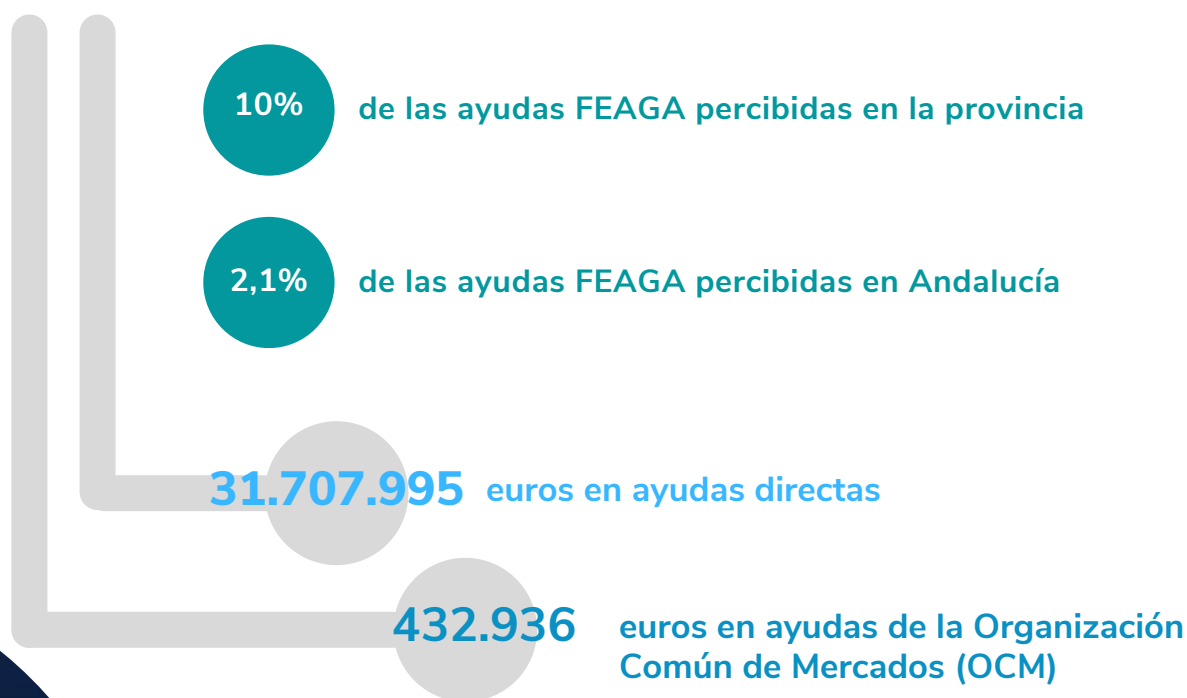 10% de las ayudas FEAGA percibidas en la provincia
2,1% de las ayudas FEAGA percibidas en Andalucía
31.707.995 euros en ayudas directas
432.936 euros en ayudas de la Organización
Común de Mercados (OCM)